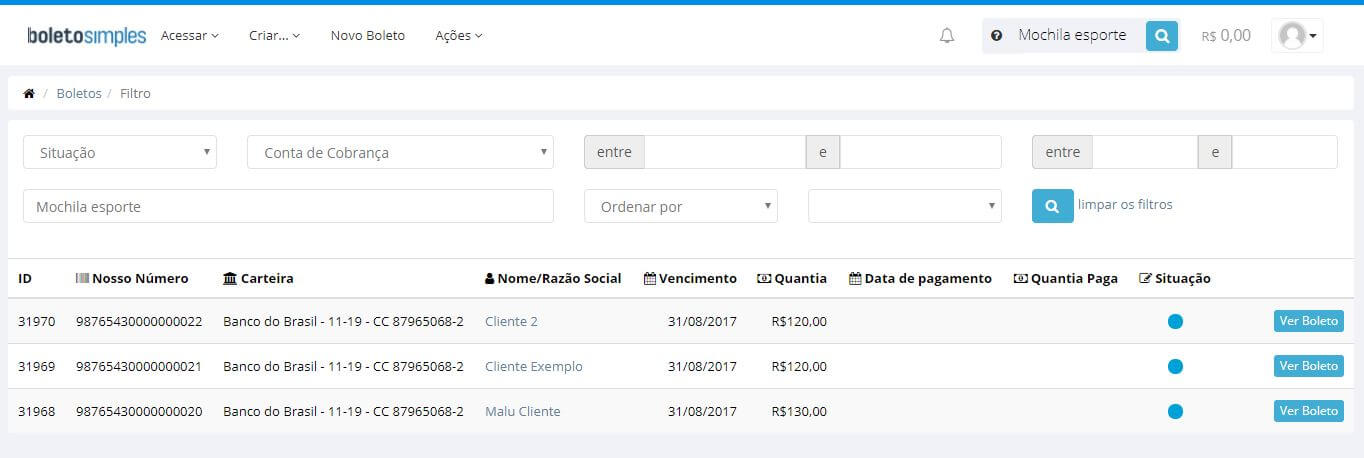 boletosimples Acessar Criar... Novo Boleto Ações Mochila esporte R$ 0,00
/ Boletos / Filtro
Situação Conta de Cobrança entre e entre e
Mochila esporte Ordenar por limpar os filtros
ID Nosso Número Carteira Nome/Razão Social Vencimento Quantia Data de pagamento Quantia Paga Situação
31970 98765430000000022 Banco do Brasil - 11-19 - CC 87965068-2 Cliente 2 31/08/2017 R$120,00 Ver Boleto
31969 98765430000000021 Banco do Brasil - 11-19 - CC 87965068-2 Cliente Exemplo 31/08/2017 R$120,00 Ver Boleto
31968 98765430000000020 Banco do Brasil - 11-19 - CC 87965068-2 Malu Cliente 31/08/2017 R$130,00 Ver Boleto